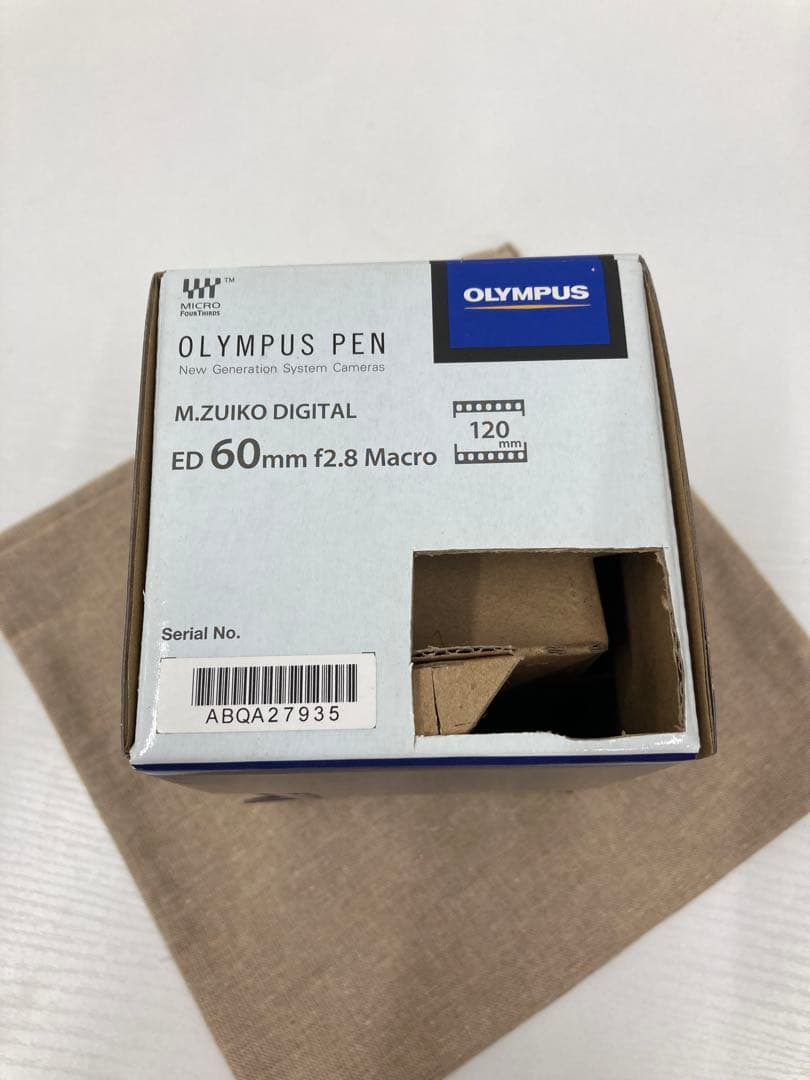 TM
MICRO
FOURTHIRDS
OLYMPUS
OLYMPUS PEN
New Generation System Cameras
M.ZUIKO DIGITAL
ED 60mm f2.8 Macro
120
mm
Serial No.
ABQA27935